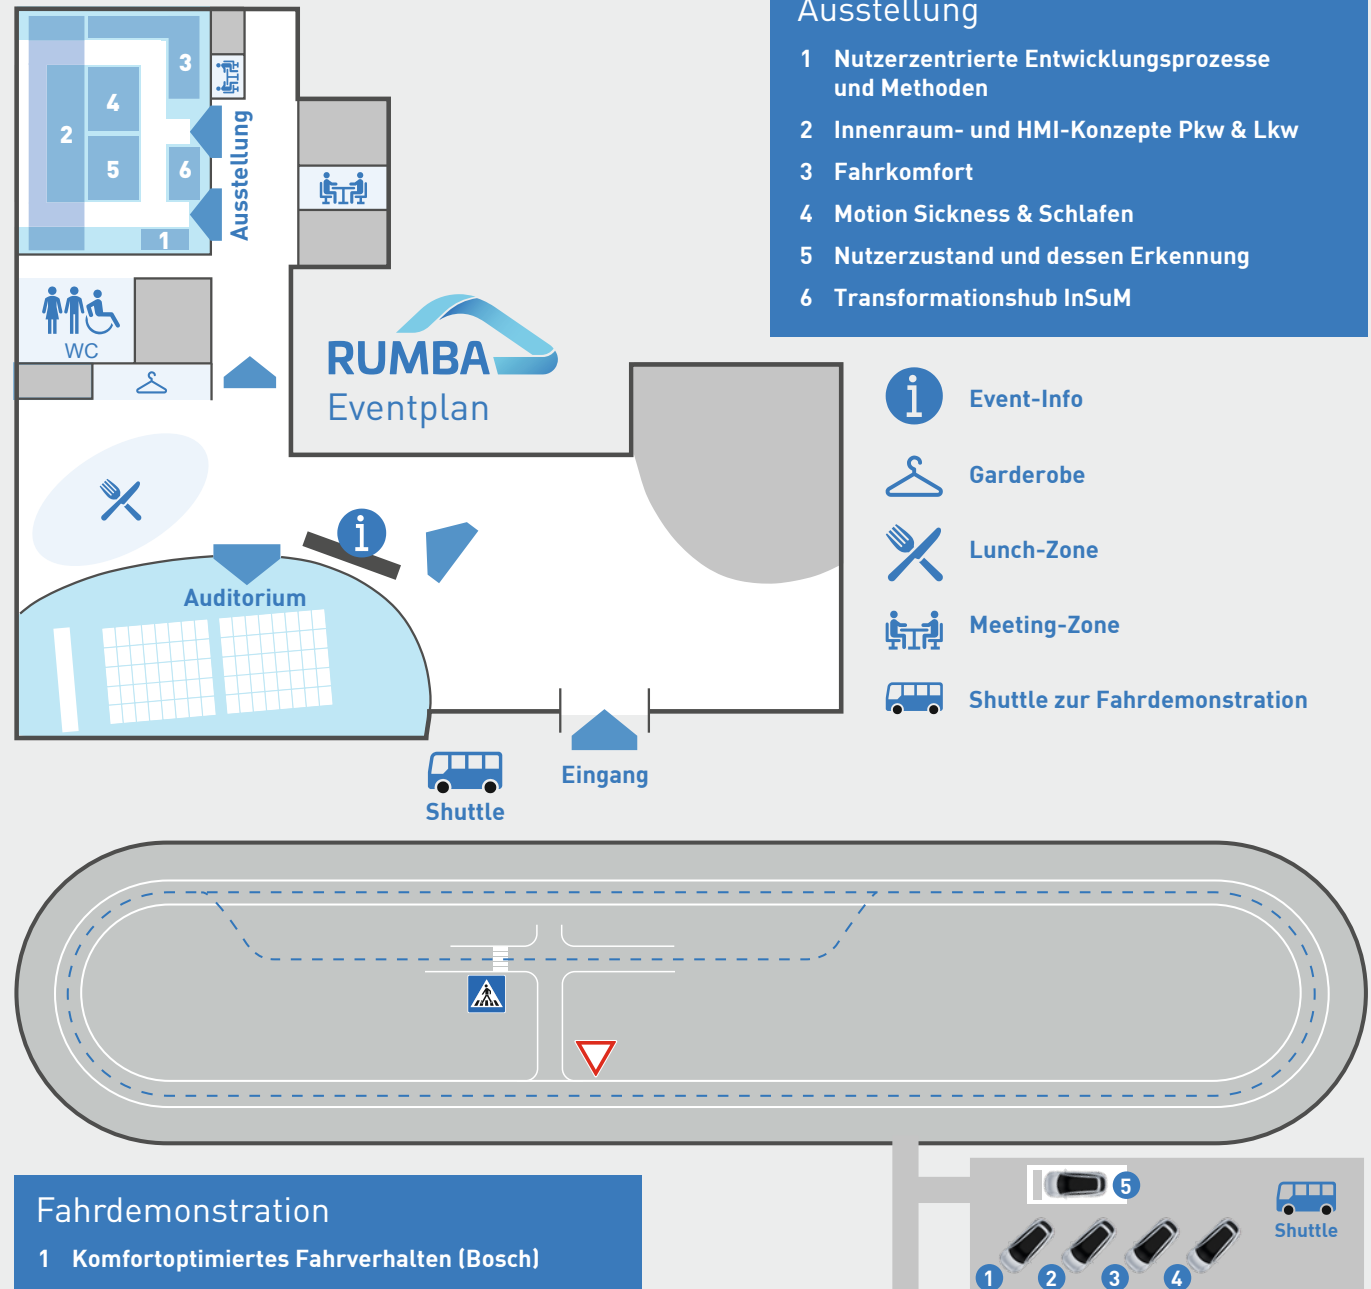 Ausstellung
1 Nutzerzentrierte Entwicklungsprozesse
und Methoden
2 Innenraum- und HMI-Konzepte Pkw & Lkw
3 Fahrkomfort
4 Motion Sickness & Schlafen
5 Nutzerzustand und dessen Erkennung
6 Transformationshub InSuM
3
4
2
5
6
1
Ausstellung
WC
RUMBA
Eventplan
i
Event-Info
Garderobe
Lunch-Zone
Meeting-Zone
Shuttle zur Fahrdemonstration
i
Auditorium
Eingang
Shuttle
Fahrdemonstration
1 Komfortoptimiertes Fahrverhalten (Bosch)
5
Shuttle
1
2
3
4